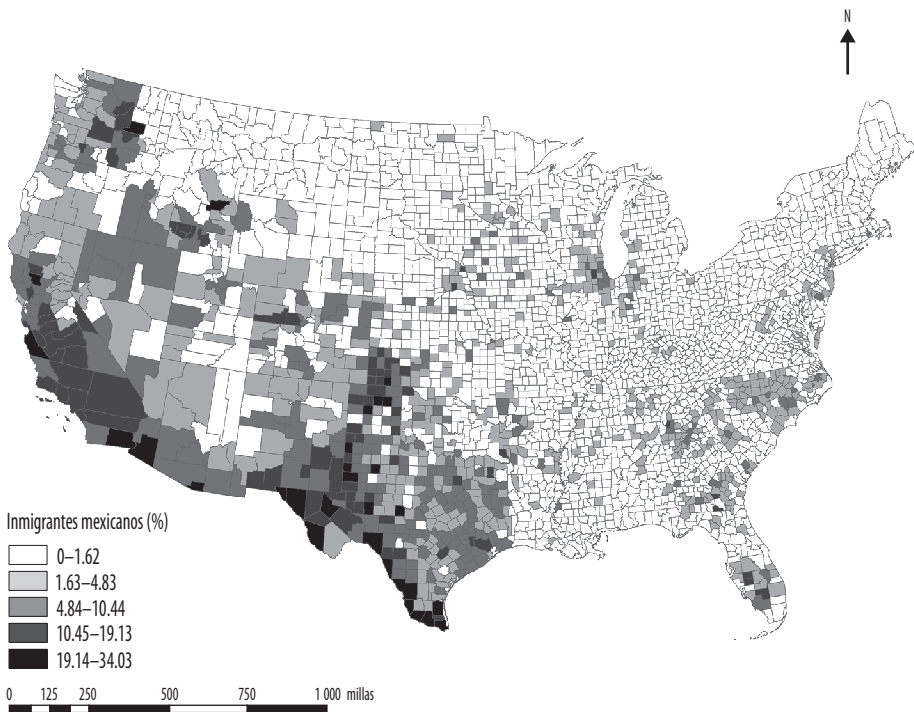 N
Inmigrantes mexicanos (%)
0–1.62
1.63–4.83
4.84–10.44
10.45–19.13
19.14–34.03
0 125 250 500 750 1 000 millas